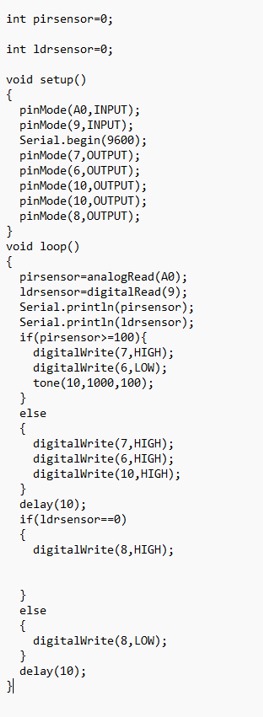 int pirsensor=0;
int ldrsensor=0;
void setup()
{
  pinMode(A0,INPUT);
  pinMode(9,INPUT);
  Serial.begin(9600);
  pinMode(7,OUTPUT);
  pinMode(6,OUTPUT);
  pinMode(10,OUTPUT);
  pinMode(10,OUTPUT);
  pinMode(8,OUTPUT);
}
void loop()
{
  pirsensor=analogRead(A0);
  ldrsensor=digitalRead(9);
  Serial.println(pirsensor);
  Serial.println(ldrsensor);
  if(pirsensor>=100){
    digitalWrite(7,HIGH);
    digitalWrite(6,LOW);
    tone(10,1000,100);
  }
  else
  {
    digitalWrite(7,HIGH);
    digitalWrite(6,HIGH);
    digitalWrite(10,HIGH);
  }
  delay(10);
  if(ldrsensor==0)
  {
    digitalWrite(8,HIGH);
  }
  else
  {
    digitalWrite(8,LOW);
  }
  delay(10);
}